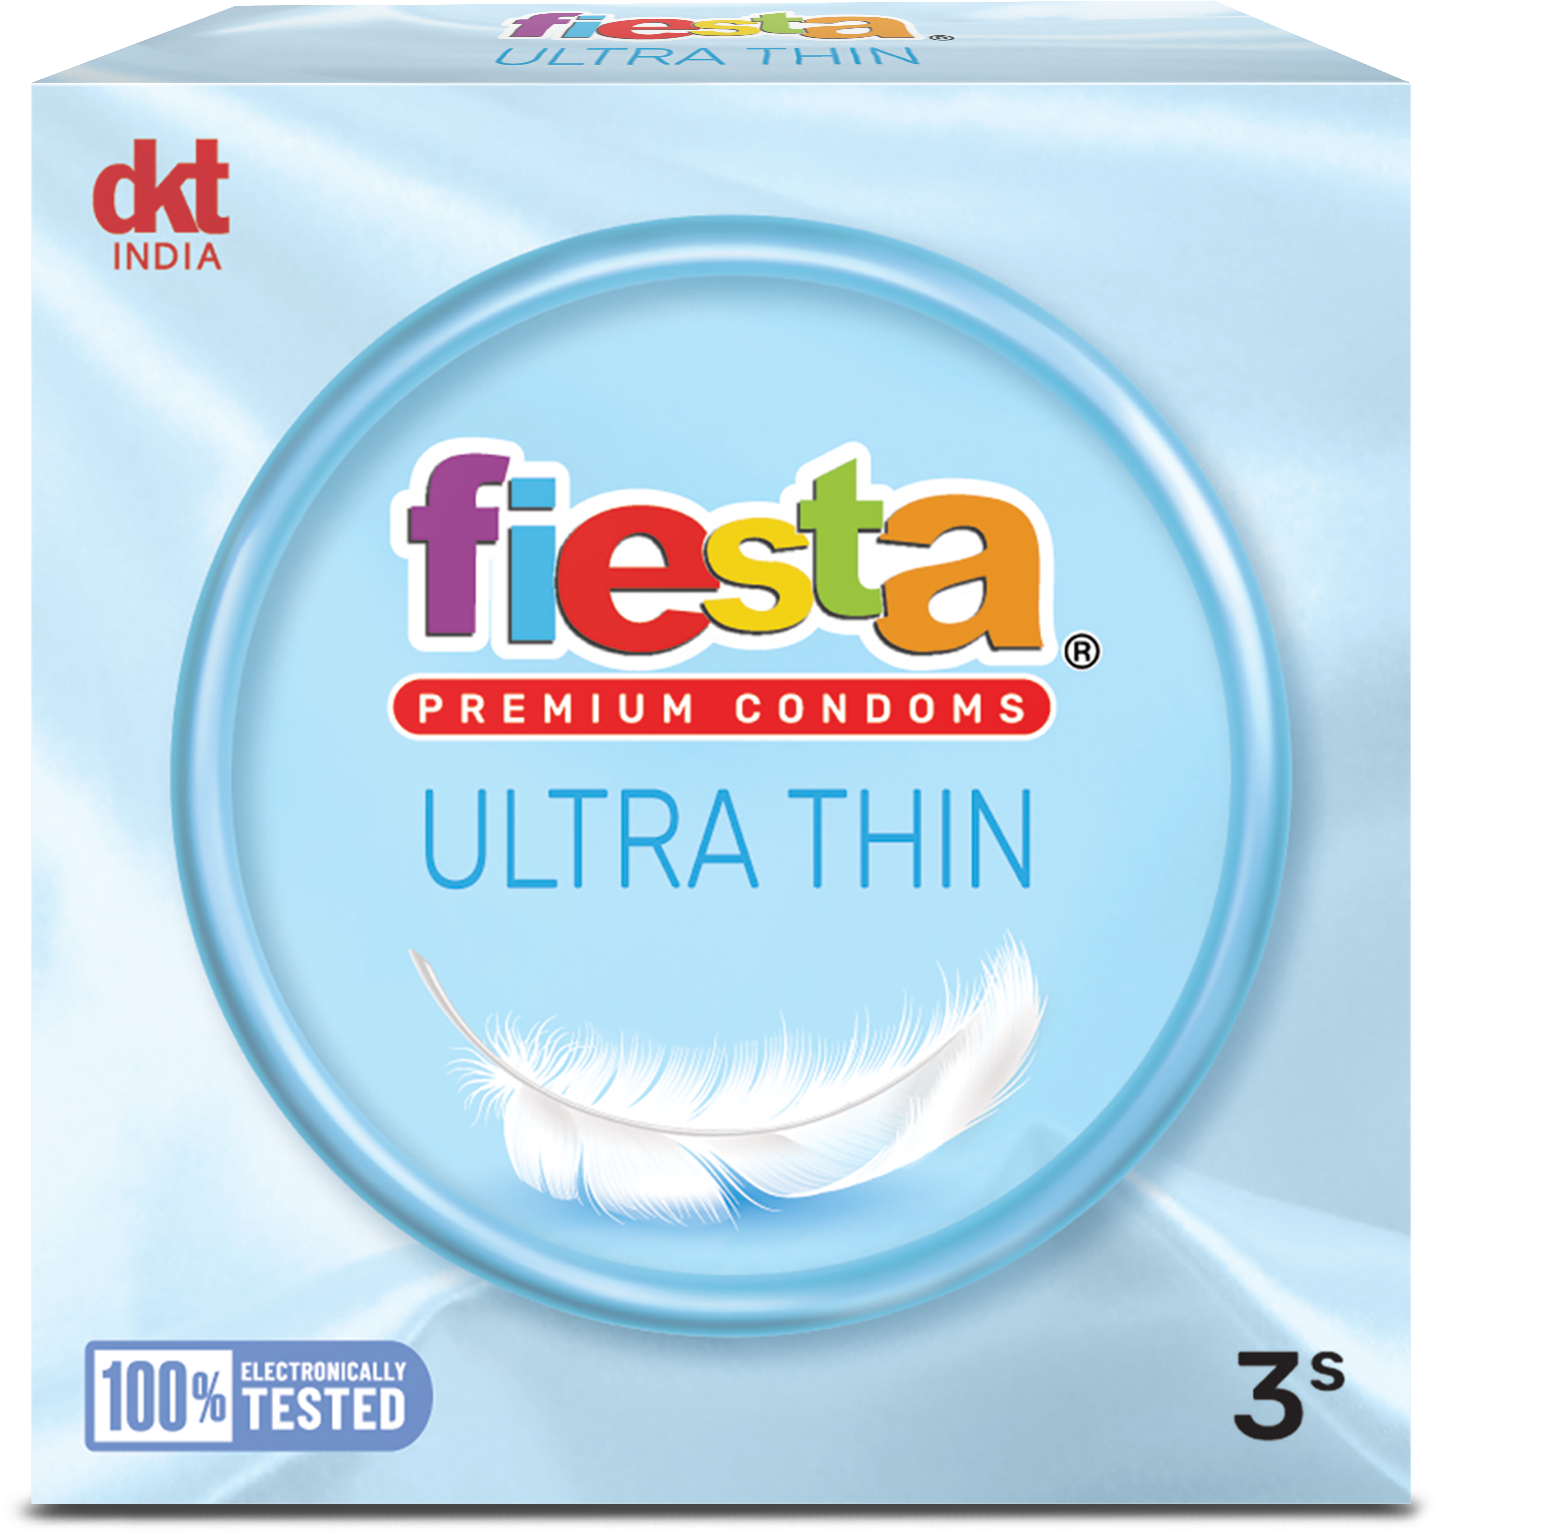 fiesta®
ULTRA THIN
dkt
INDIA
fiesta®
PREMIUM CONDOMS
ULTRA THIN
100% ELECTRONICALLY
TESTED
3s